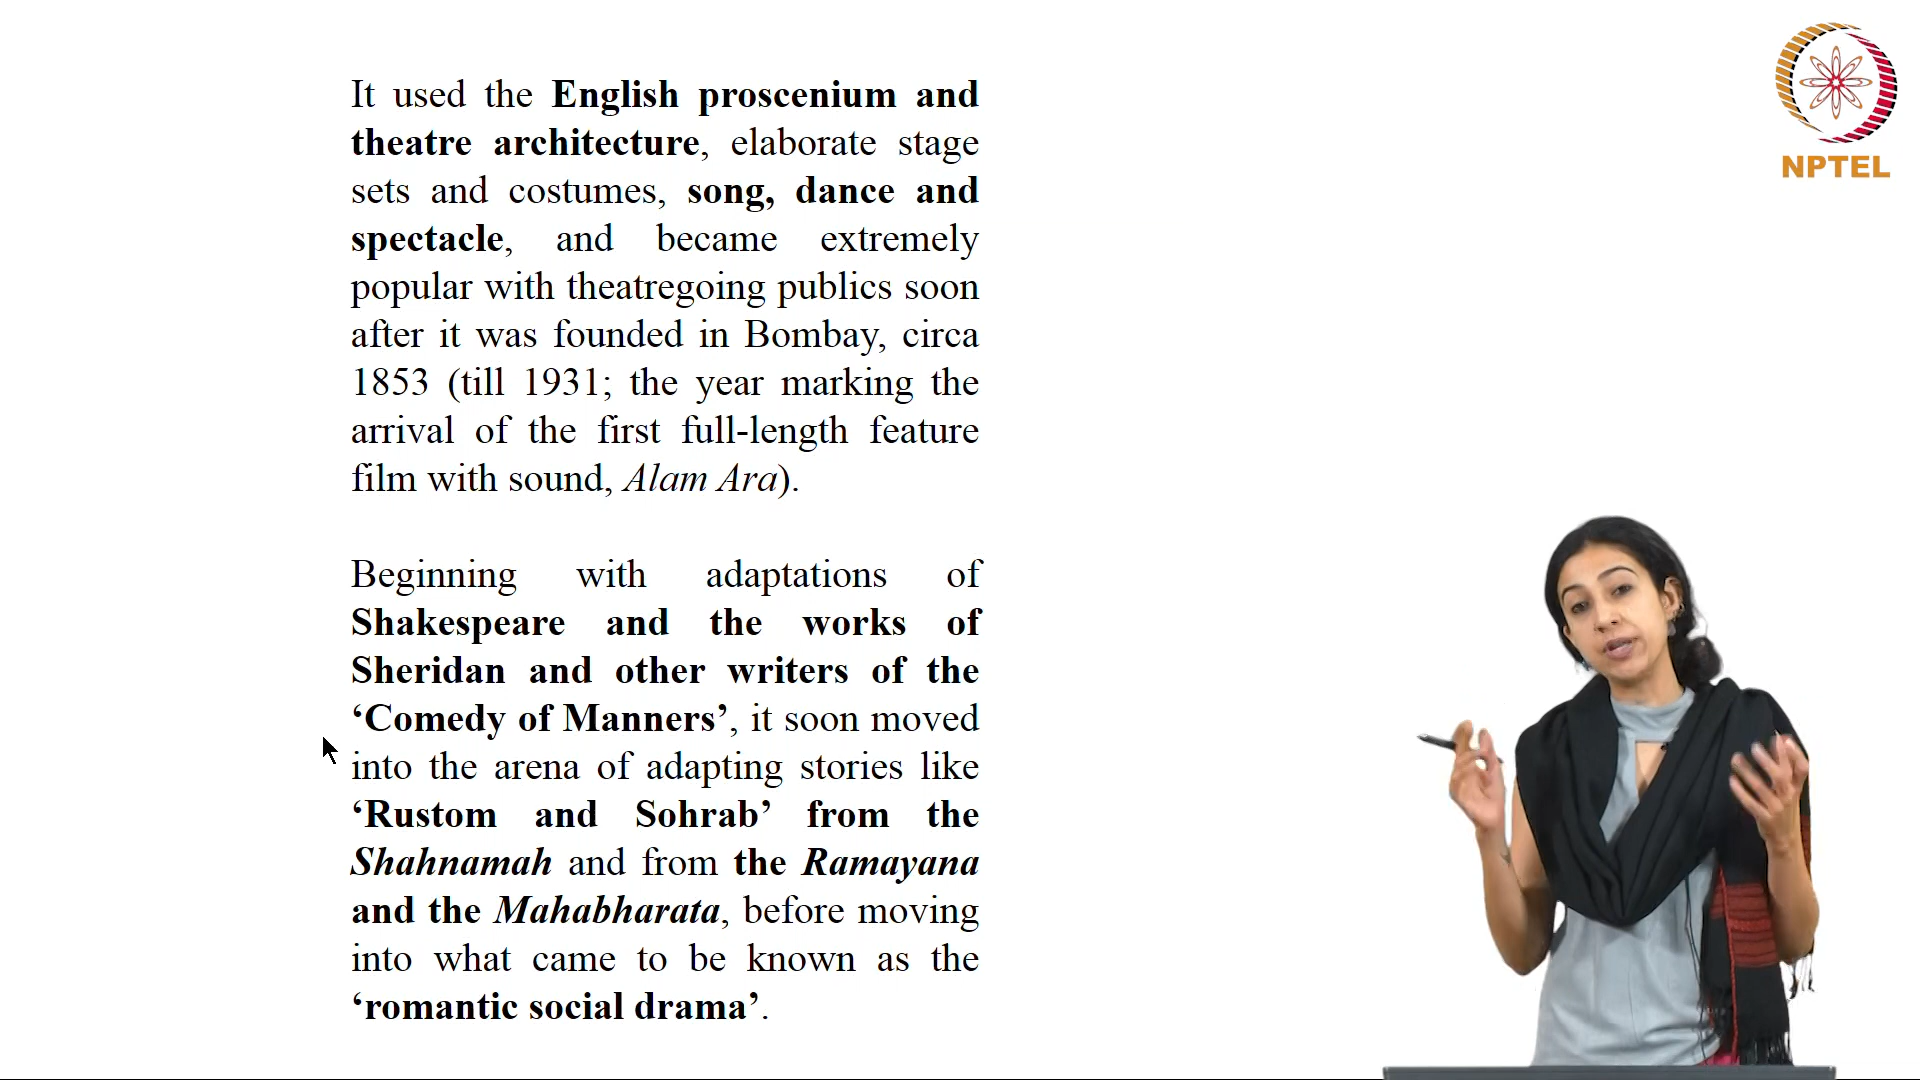 It used the English proscenium and
theatre architecture, elaborate stage
sets and costumes, song, dance and
spectacle, and became extremely
popular with theatregoing publics soon
after it was founded in Bombay, circa
1853 (till 1931; the year marking the
arrival of the first full-length feature
film with sound, Alam Ara).
Beginning with adaptations of
Shakespeare and the works of
Sheridan and other writers of the
‘Comedy of Manners’, it soon moved
into the arena of adapting stories like
‘Rustom and Sohrab’ from the
Shahnamah and from the Ramayana
and the Mahabharata, before moving
into what came to be known as the
‘romantic social drama’.
NPTEL